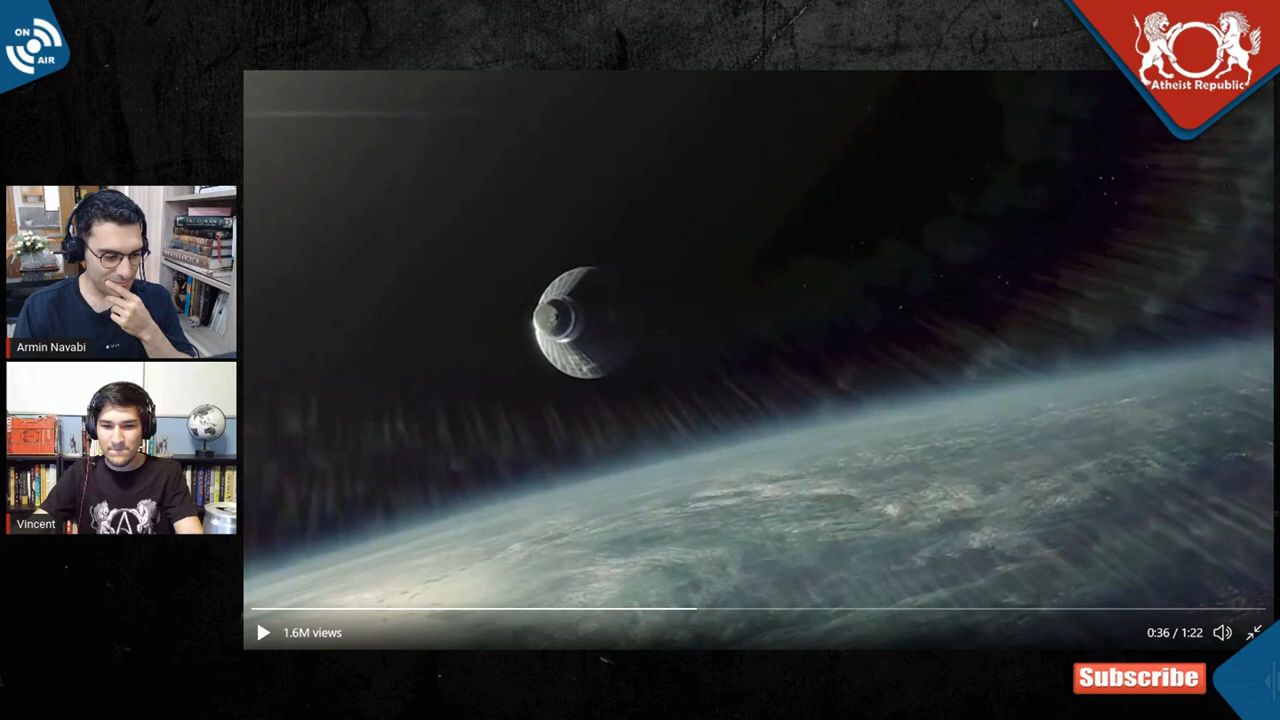 ON
AIR
Atheist Republic
Armin Navabi
Vincent
A
1.6M views
0:36 / 1:22
Subscribe